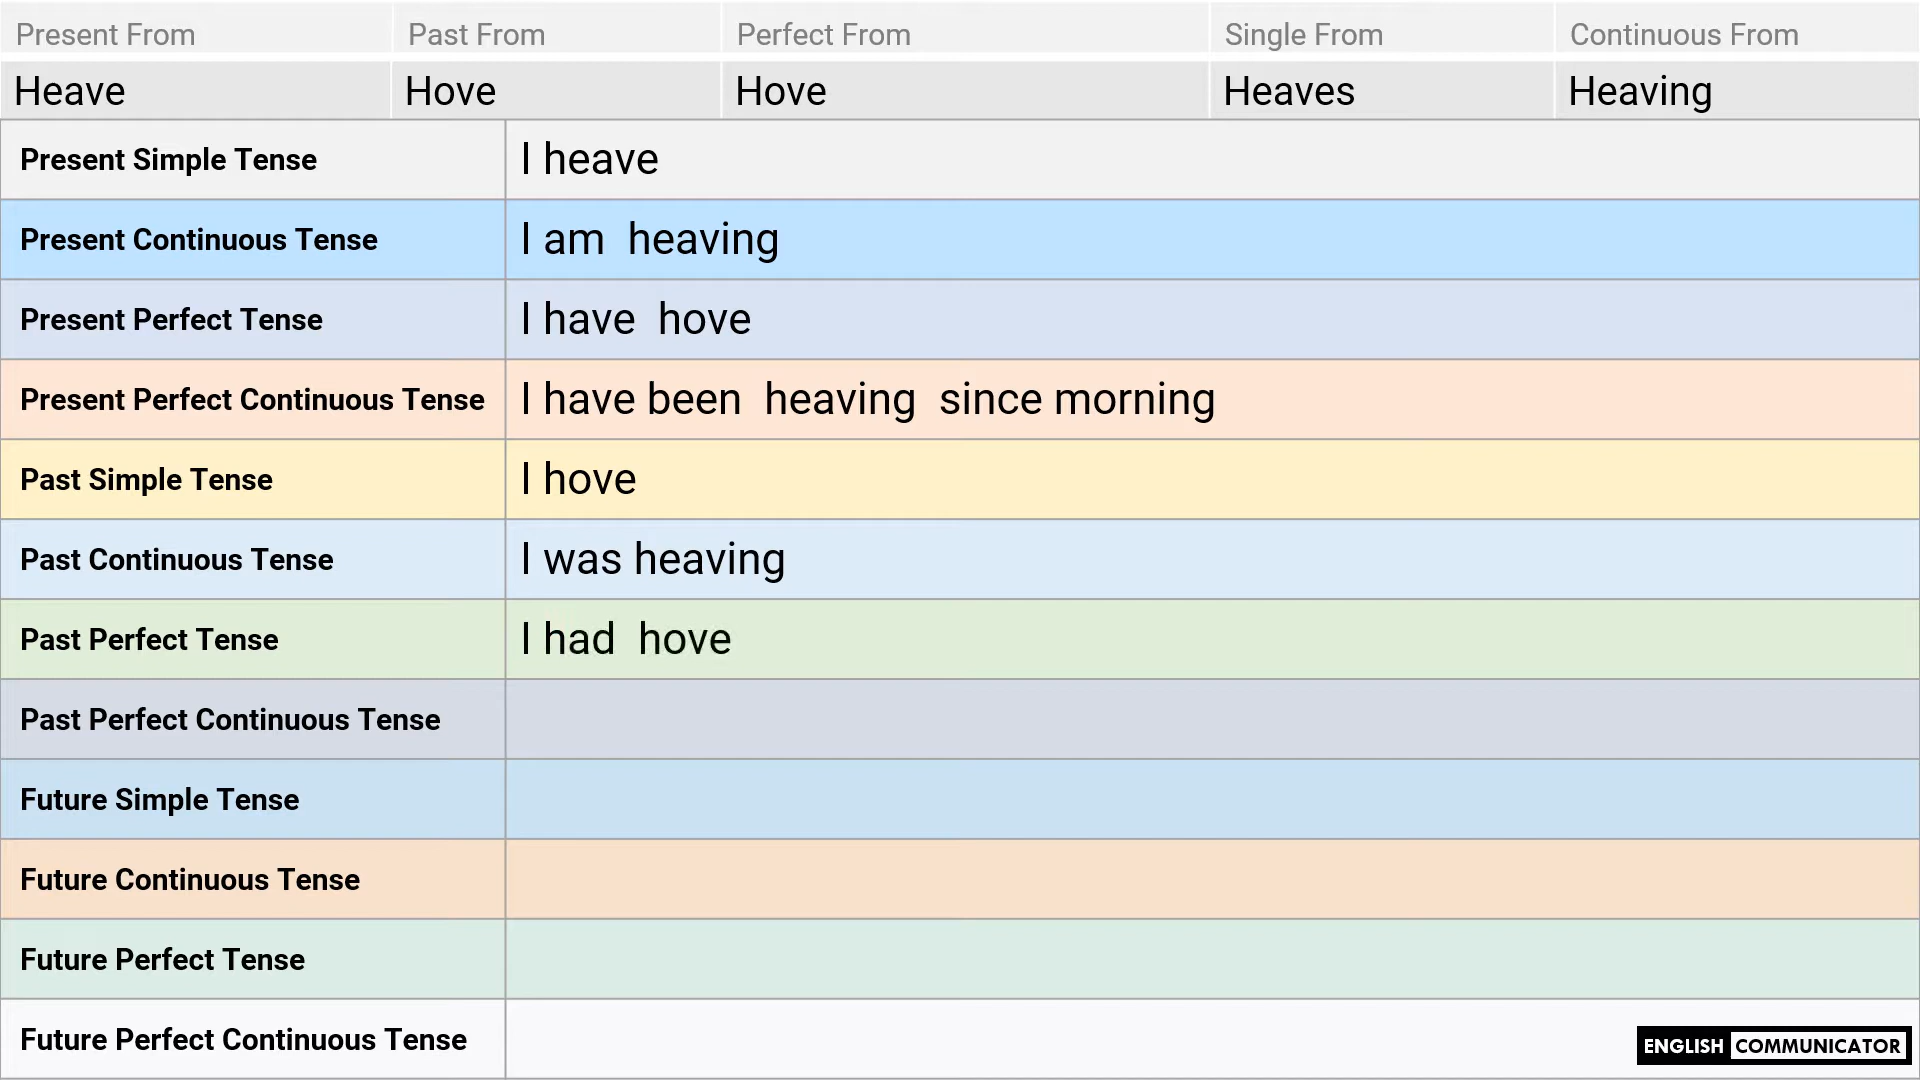 Present From Past From Perfect From Single From Continuous From
Heave Hove Hove Heaves Heaving
Present Simple Tense I heave
Present Continuous Tense I am heaving
Present Perfect Tense I have hove
Present Perfect Continuous Tense I have been heaving since morning
Past Simple Tense I hove
Past Continuous Tense I was heaving
Past Perfect Tense I had hove
Past Perfect Continuous Tense
Future Simple Tense
Future Continuous Tense
Future Perfect Tense
Future Perfect Continuous Tense
ENGLISH COMMUNICATOR